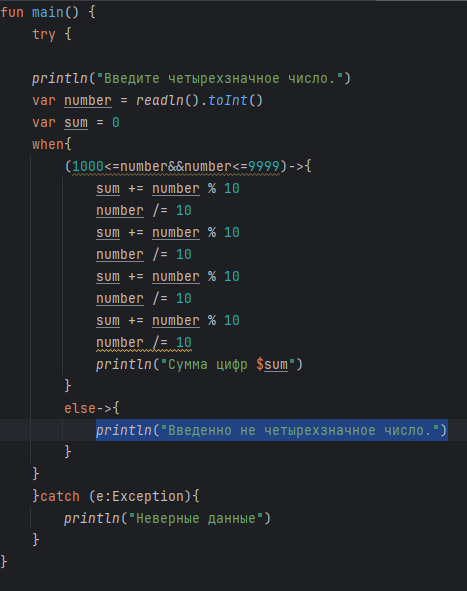 fun main() {
    try {
    println("Введите четырехзначное число.")
    var number = readln().toInt()
    var sum = 0
    when{
        (1000<=number&&number<=9999)->{
            sum += number % 10
            number /= 10
            sum += number % 10
            number /= 10
            sum += number % 10
            number /= 10
            sum += number % 10
            number /= 10
            println("Сумма цифр $sum")
        }
        else->{
            println("Введенно не четырехзначное число.")
        }
    }
    }catch (e:Exception){
        println("Неверные данные")
    }
}